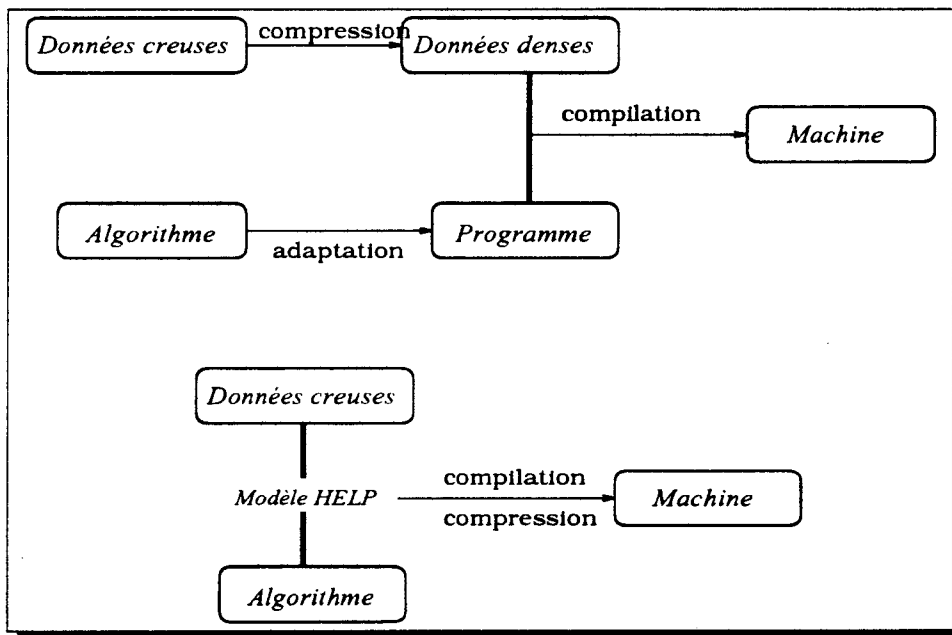 Données creuses
compression
Données denses
compilation
Machine
Algorithme
adaptation
Programme
Données creuses
Modèle HELP
compilation
compression
Machine
Algorithme